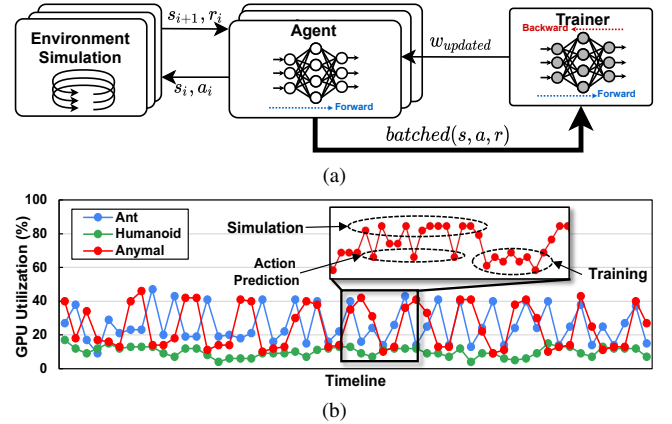 Environment
Simulation
s_{i+1}, r_i
s_i, a_i
Agent
Forward
w_{updated}
Trainer
Backward
Forward
batched(s, a, r)
(a)
GPU Utilization (%)
100
80
60
40
20
0
Ant
Humanoid
Anymal
Simulation
Action
Prediction
Training
Timeline
(b)